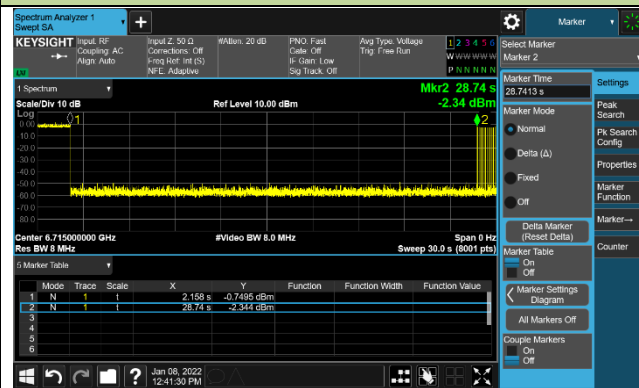 Spectrum Analyzer 1
Swept SA
Marker
KEYSIGHT
Input: RF
Coupling: AC
Align: Auto
Input Z: 50 Ω
Corrections: Off
Freq Ref: Int (S)
NFE: Adaptive
#Atten: 20 dB
PNO: Fast
Gate: Off
IF Gain: Low
Sig Track: Off
Avg Type: Voltage
Trig: Free Run
1 2 3 4 5 6
W W W W W W
P N N N N N
Select Marker
Marker 2
LXI
1 Spectrum
Mkr2 28.74 s
-2.34 dBm
Scale/Div 10 dB
Ref Level 10.00 dBm
Log
0.00
-10.0
-20.0
-30.0
-40.0
-50.0
-60.0
-70.0
-80.0
1
2
Center 6.715000000 GHz
Res BW 8 MHz
#Video BW 8.0 MHz
Span 0 Hz
Sweep 30.0 s (8001 pts)
5 Marker Table
Mode Trace Scale X Y Function Function Width Function Value
1 N 1 t 2.158 s -0.7495 dBm
2 N 1 t 28.74 s -2.344 dBm
3
4
5
6
Marker Time
28.7413 s
Marker Mode
Normal
Delta (Δ)
Fixed
Off
Delta Marker
(Reset Delta)
Marker Table
On
Off
Marker Settings
Diagram
All Markers Off
Couple Markers
On
Off
Settings
Peak
Search
Pk Search
Config
Properties
Marker
Function
Marker→
Counter
Jan 08, 2022
12:41:30 PM